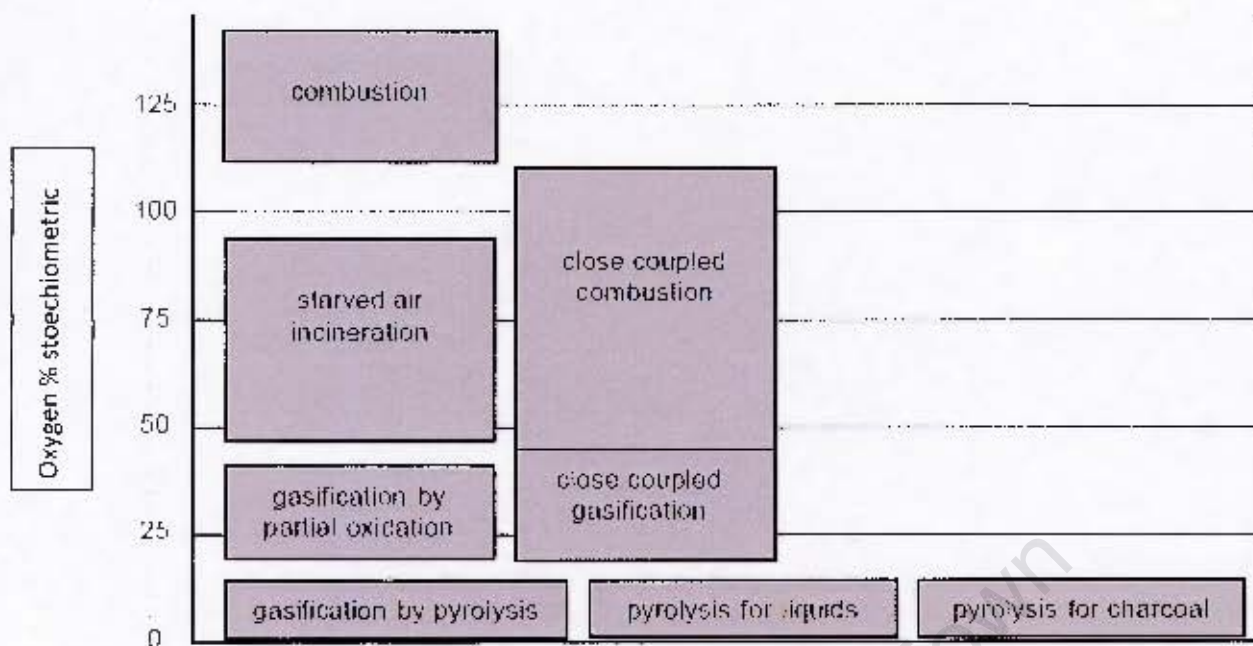 Oxygen % stoechiometric
125
100
75
50
25
0
combustion
starved air
incineration
gasification by
partial oxidation
close coupled
combustion
close coupled
gasification
gasification by pyrolysis
pyrolysis for liquids
pyrolysis for charcoal